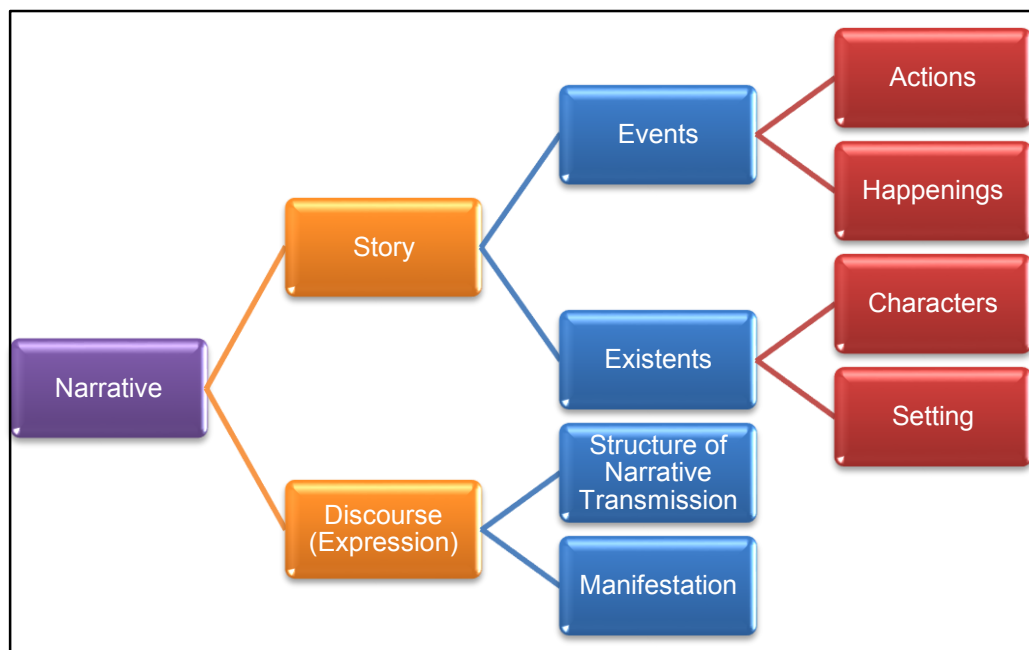 Narrative
Story
Discourse
(Expression)
Events
Existents
Structure of
Narrative
Transmission
Manifestation
Actions
Happenings
Characters
Setting